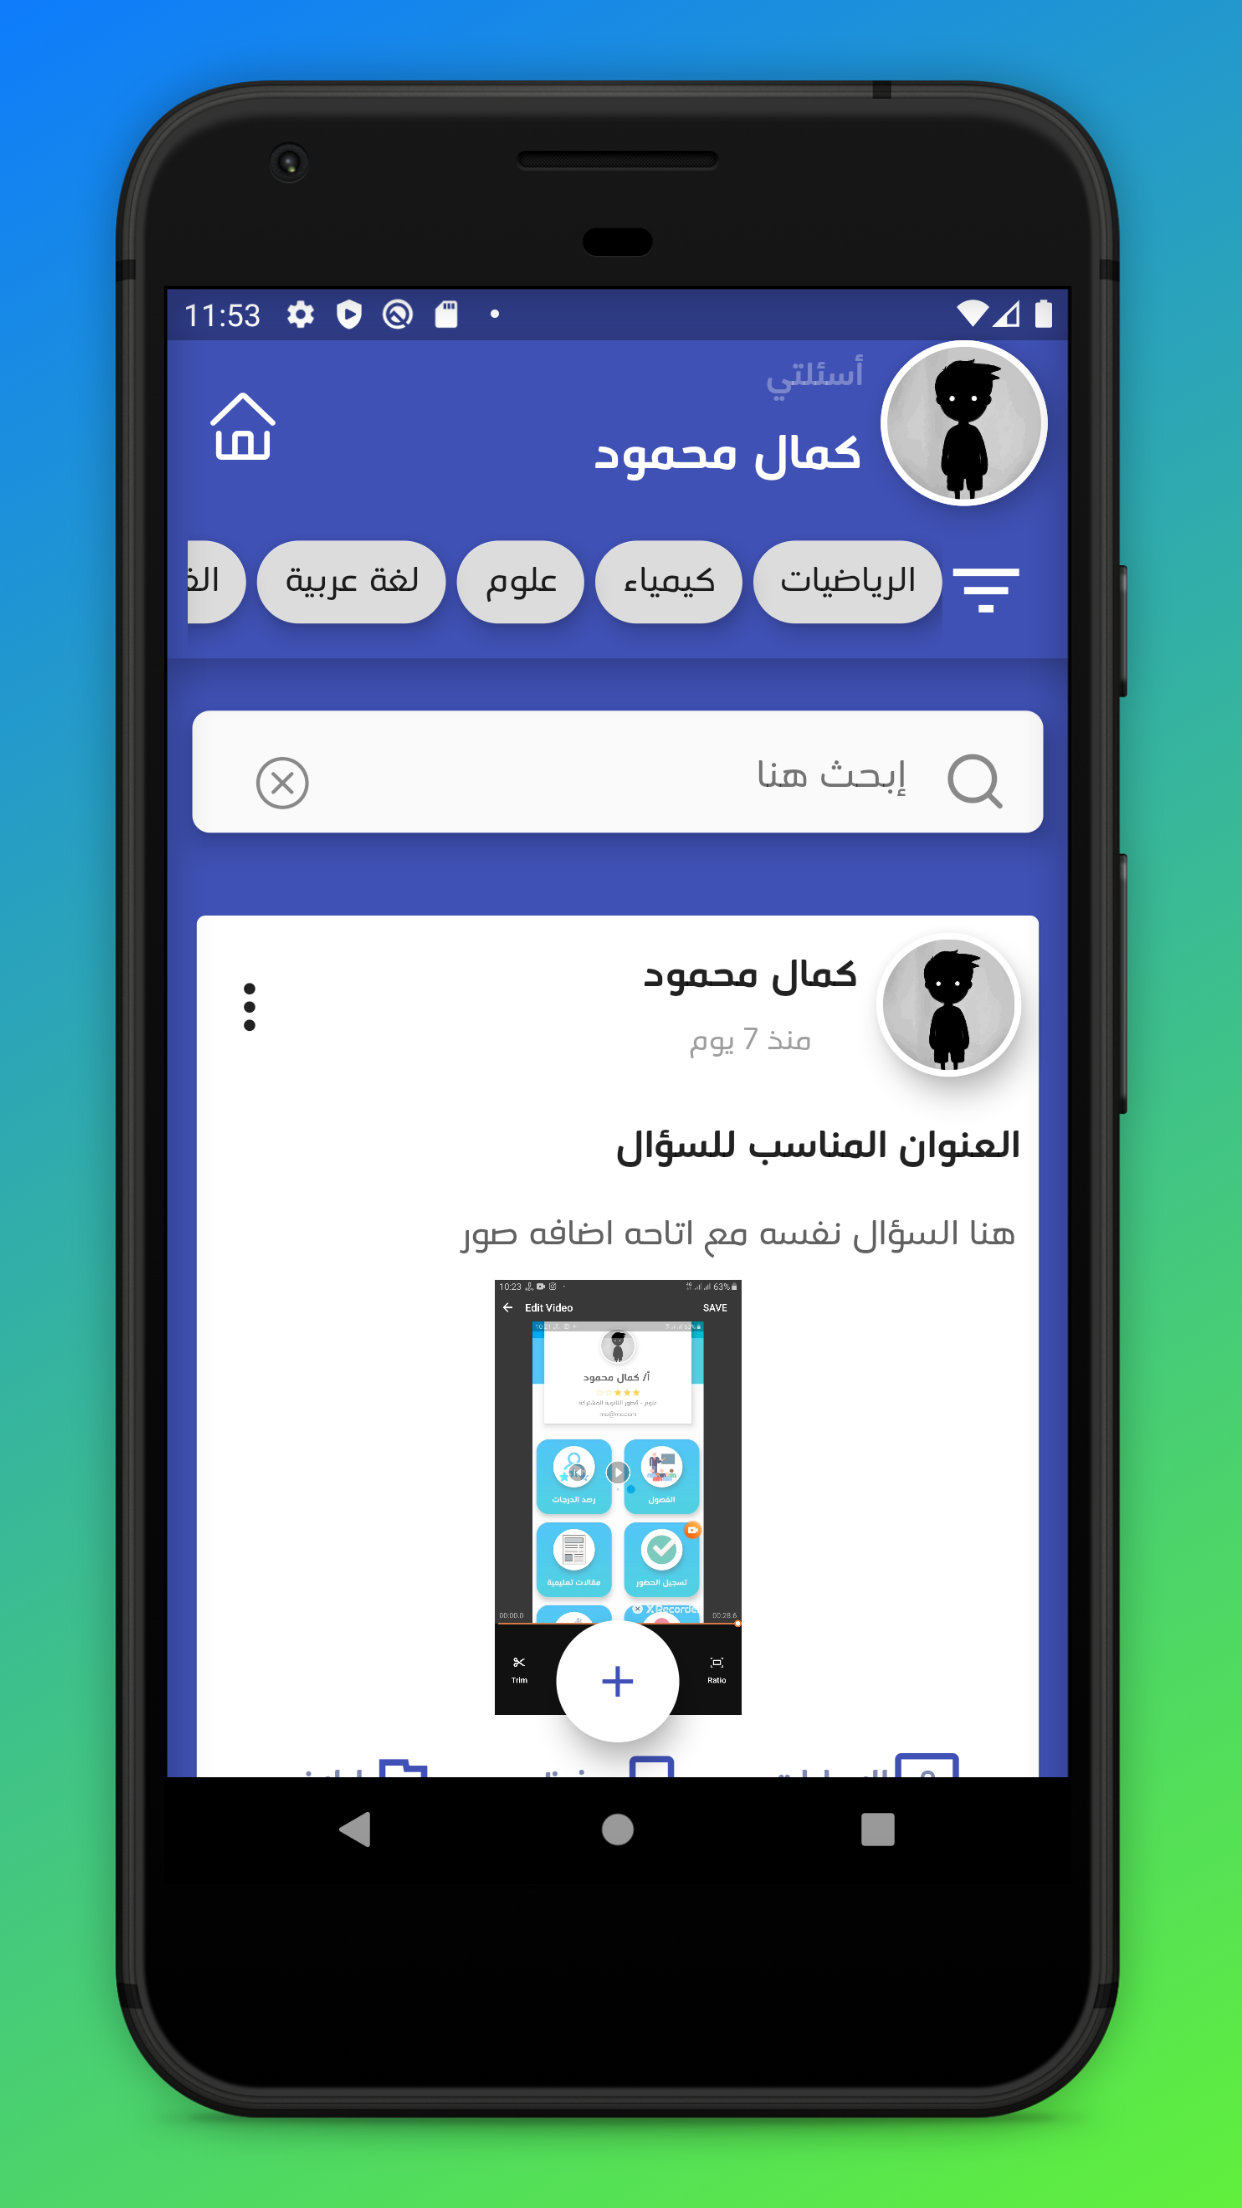 11:53
أسئلتي
كمال محمود
الرياضيات
كيمياء
علوم
لغة عربية
إبحث هنا
كمال محمود
منذ 7 يوم
العنوان المناسب للسؤال
هنا السؤال نفسه مع اتاحه اضافه صور
10:23
63%
Edit Video
SAVE
أ/ كمال محمود
رصد الدرجات
الفصول
مقالات تعليمية
تسجيل الحضور
XRecorde
00:00.0
00:28.6
Trim
Ratio